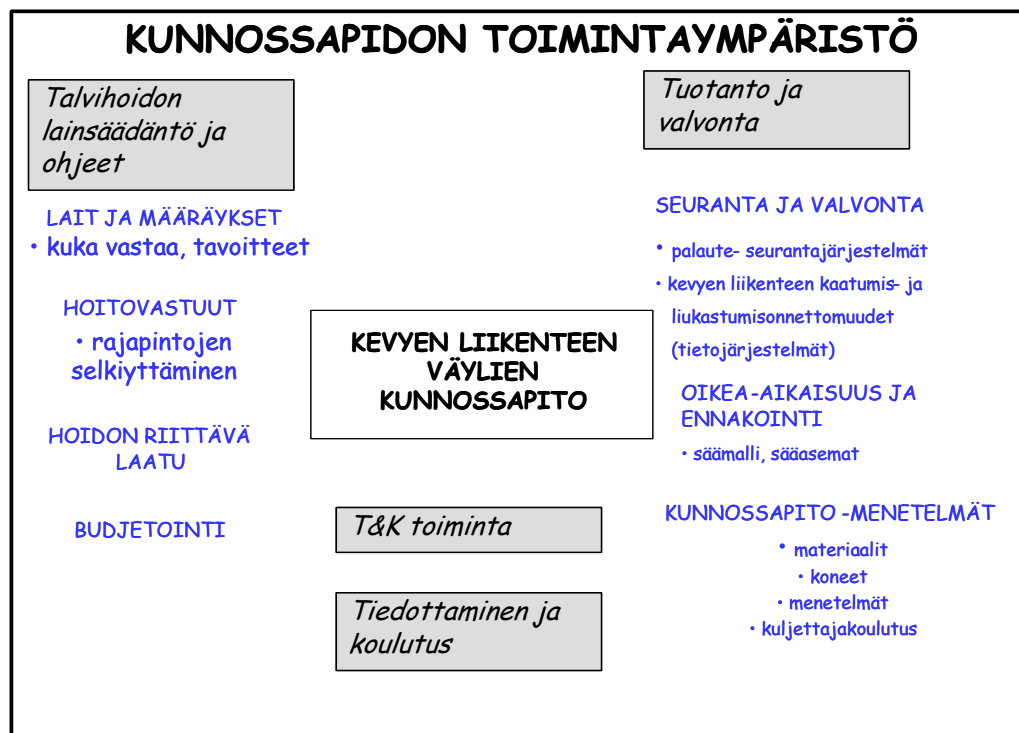 KUNNOSSAPIDON TOIMINTAYMPÄRISTÖ
Talvihoidon
lainsäädäntö ja
ohjeet
LAIT JA MÄÄRÄYKSET
• kuka vastaa, tavoitteet
HOITOVASTUUT
• rajapintojen
selkiyttäminen
HOIDON RIITTÄVÄ
LAATU
BUDJETOINTI
KEVYEN LIIKENTEEN
VÄYLIEN
KUNNOSSAPITO
T&K toiminta
Tiedottaminen ja
koulutus
Tuotanto ja
valvonta
SEURANTA JA VALVONTA
• palaute- seurantajärjestelmät
• kevyen liikenteen kaatumis- ja
liukastumisonnettomuudet
(tietojärjestelmät)
OIKEA-AIKAISUUS JA
ENNAKOINTI
• säämalli, sääasemat
KUNNOSSAPITO -MENETELMÄT
• materiaalit
• koneet
• menetelmät
• kuljettajakoulutus